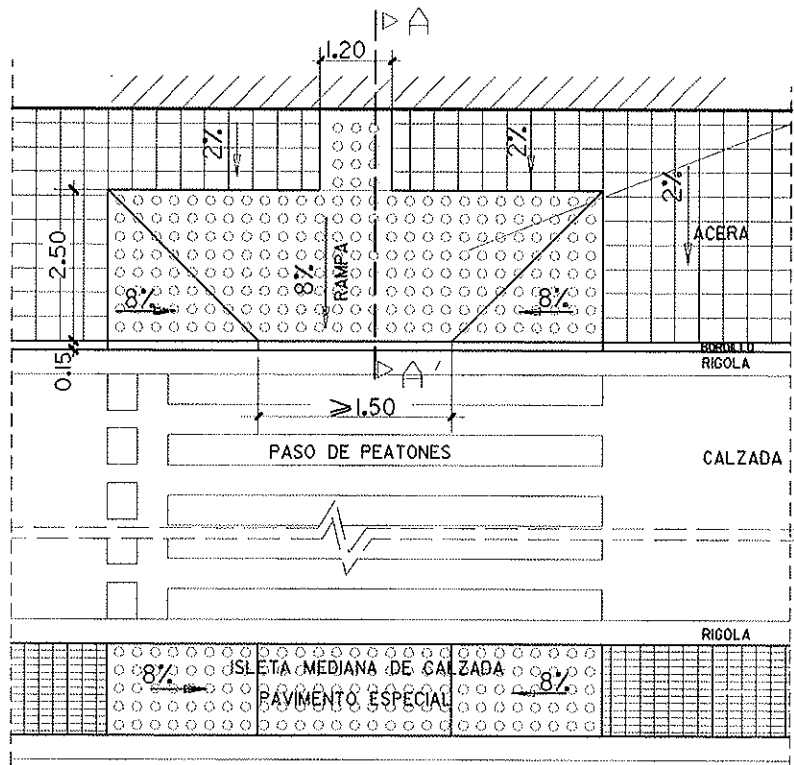 A
1.20
2%
2%
2%
ACERA
2.50
8%
RAMPA
8%
8%
BORDILLO
RIGOLA
0.15
A'
≥1.50
PASO DE PEATONES
CALZADA
RIGOLA
8%
ISLETA MEDIANA DE CALZADA
8%
PAVIMENTO ESPECIAL